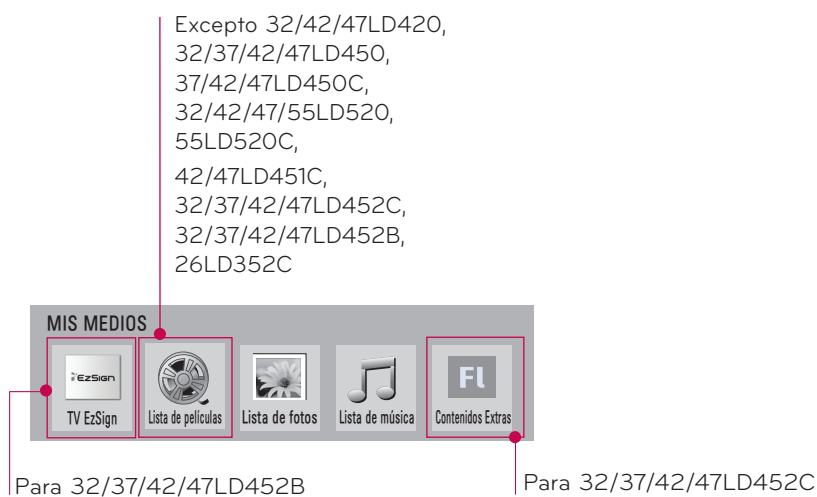 Excepto 32/42/47LD420,
32/37/42/47LD450,
37/42/47LD450C,
32/42/47/55LD520,
55LD520C,
42/47LD451C,
32/37/42/47LD452C,
32/37/42/47LD452B,
26LD352C
MIS MEDIOS
EzSign
FL
TV EzSign
Lista de películas
Lista de fotos
Lista de música
Contenidos Extras
Para 32/37/42/47LD452B
Para 32/37/42/47LD452C